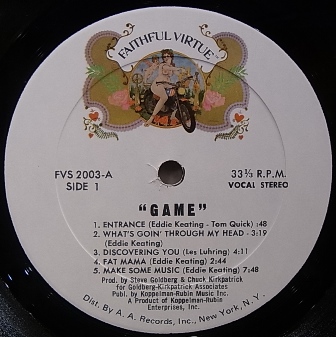 FAITHFUL VIRTUE
FVS 2003-A
SIDE 1
33⅓ R.P.M.
VOCAL STEREO
"GAME"
1. ENTRANCE (Eddie Keating - Tom Quick) :48
2. WHAT'S GOIN' THROUGH MY HEAD - 3:19
(Eddie Keating)
3. DISCOVERING YOU (Les Luhring) 4:11
4. FAT MAMA (Eddie Keating) 2:44
5. MAKE SOME MUSIC (Eddie Keating) 7:48
Prod. by Steve Goldberg & Chuck Kirkpatrick
for Goldberg-Kirkpatrick Associates
Publ. by Koppelman-Rubin Music Inc.
A Product of Koppelman-Rubin
Enterprises, Inc.
Dist. By A. A. Records, Inc., New York, N. Y.